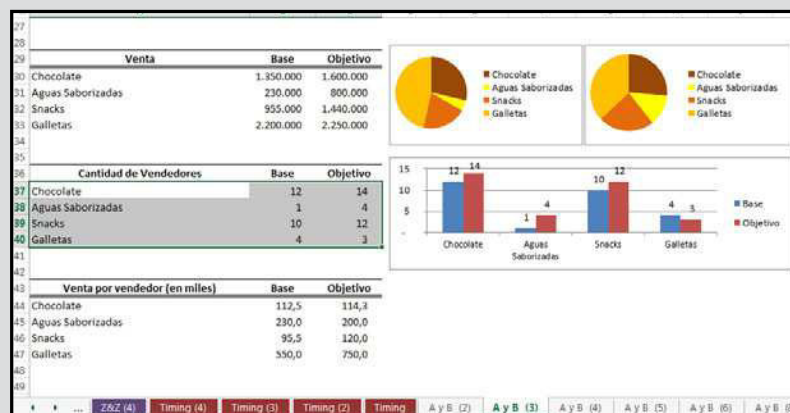 27
28
29 Venta Base Objetivo
30 Chocolate 1.350.000 1.600.000
31 Aguas Saborizadas 230.000 800.000
32 Snacks 955.000 1.440.000
33 Galletas 2.200.000 2.250.000
34
35
36 Cantidad de Vendedores Base Objetivo
37 Chocolate 12 14
38 Aguas Saborizadas 1 4
39 Snacks 10 12
40 Galletas 4 3
41
42
43 Venta por vendedor (en miles) Base Objetivo
44 Chocolate 112,5 114,3
45 Aguas Saborizadas 230,0 200,0
46 Snacks 95,5 120,0
47 Galletas 550,0 750,0
48
49
Chocolate
Aguas Saborizadas
Snacks
Galletas
Chocolate
Aguas Saborizadas
Snacks
Galletas
15
10
5
-
12 14
1 4
10 12
4 3
Chocolate Aguas Saborizadas Snacks Galletas
Base
Objetivo
... Z&Z (4) Timing (4) Timing (3) Timing (2) Timing A y B (2) A y B (3) A y B (4) A y B (5) A y B (6) A y B